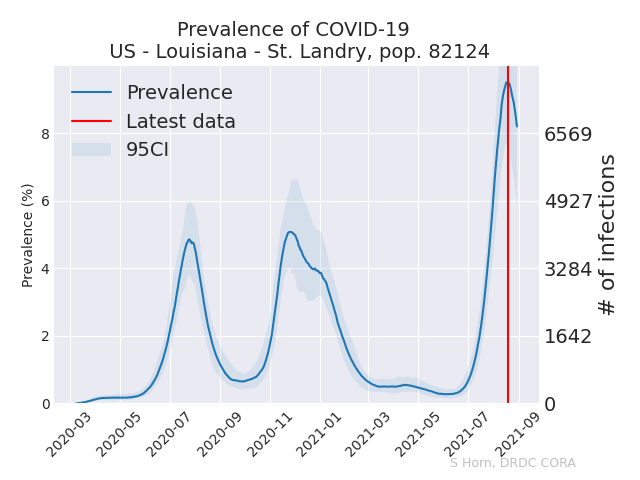 Prevalence of COVID-19
US - Louisiana - St. Landry, pop. 82124
Prevalence
Latest data
95CI
Prevalence (%)
8
6
4
2
0
6569
4927
3284
1642
0
# of infections
2020-03
2020-05
2020-07
2020-09
2020-11
2021-01
2021-03
2021-05
2021-07
2021-09
S Horn, DRDC CORA